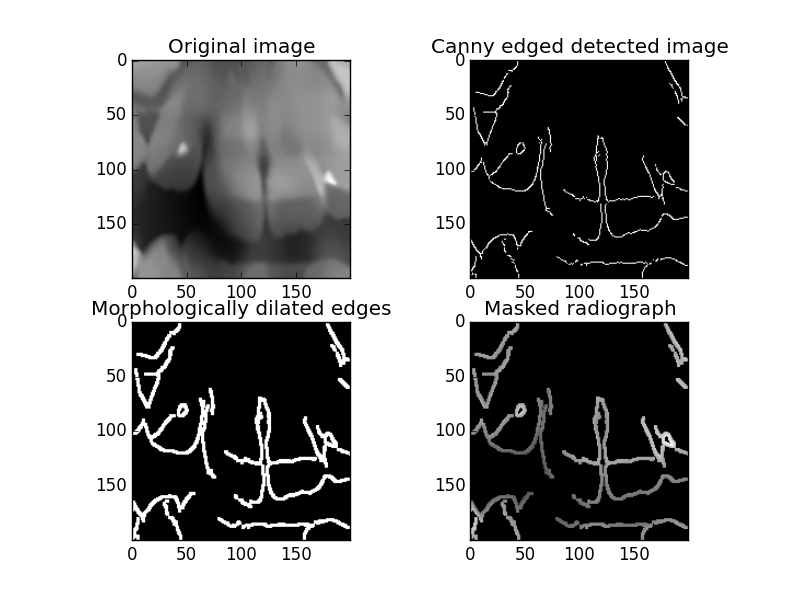 Original image
Canny edged detected image
0
50
100
150
0 50 100 150
0
50
100
150
0 50 100 150
Morphologically dilated edges
Masked radiograph
0
50
100
150
0 50 100 150
0
50
100
150
0 50 100 150